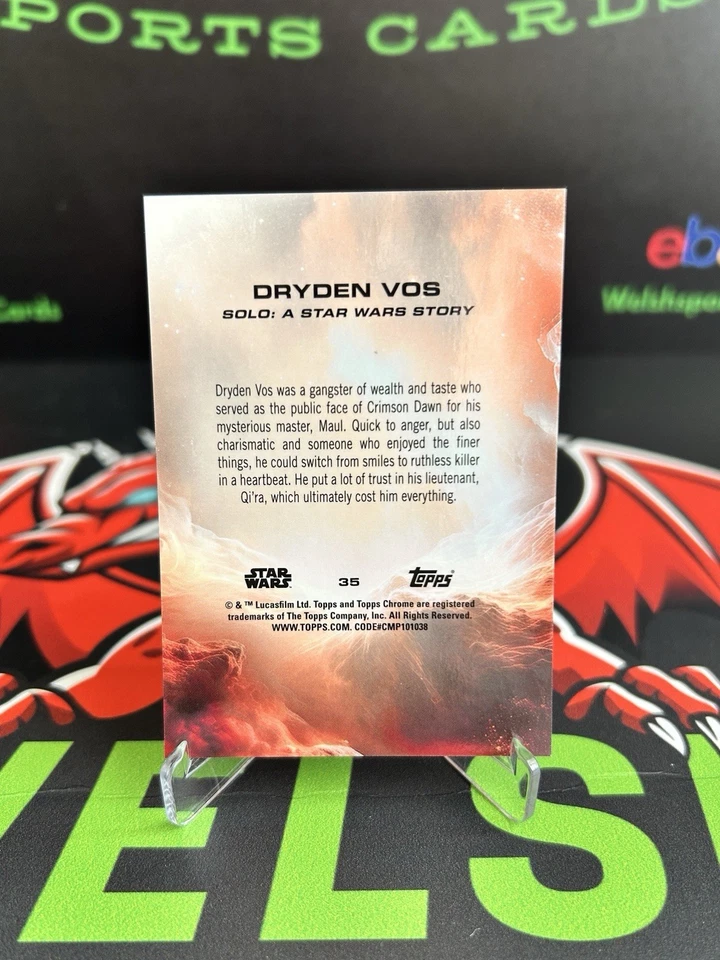 PORTS CARDS
eb
Cards
Welshspo
DRYDEN VOS
SOLO: A STAR WARS STORY
Dryden Vos was a gangster of wealth and taste who
served as the public face of Crimson Dawn for his
mysterious master, Maul. Quick to anger, but also
charismatic and someone who enjoyed the finer
things, he could switch from smiles to ruthless killer
in a heartbeat. He put a lot of trust in his lieutenant,
Qi'ra, which ultimately cost him everything.
STAR WARS 35 Topps®
© & ™ Lucasfilm Ltd. Topps and Topps Chrome are registered
trademarks of The Topps Company, Inc. All Rights Reserved.
WWW.TOPPS.COM. CODE#CMP101038
WELS